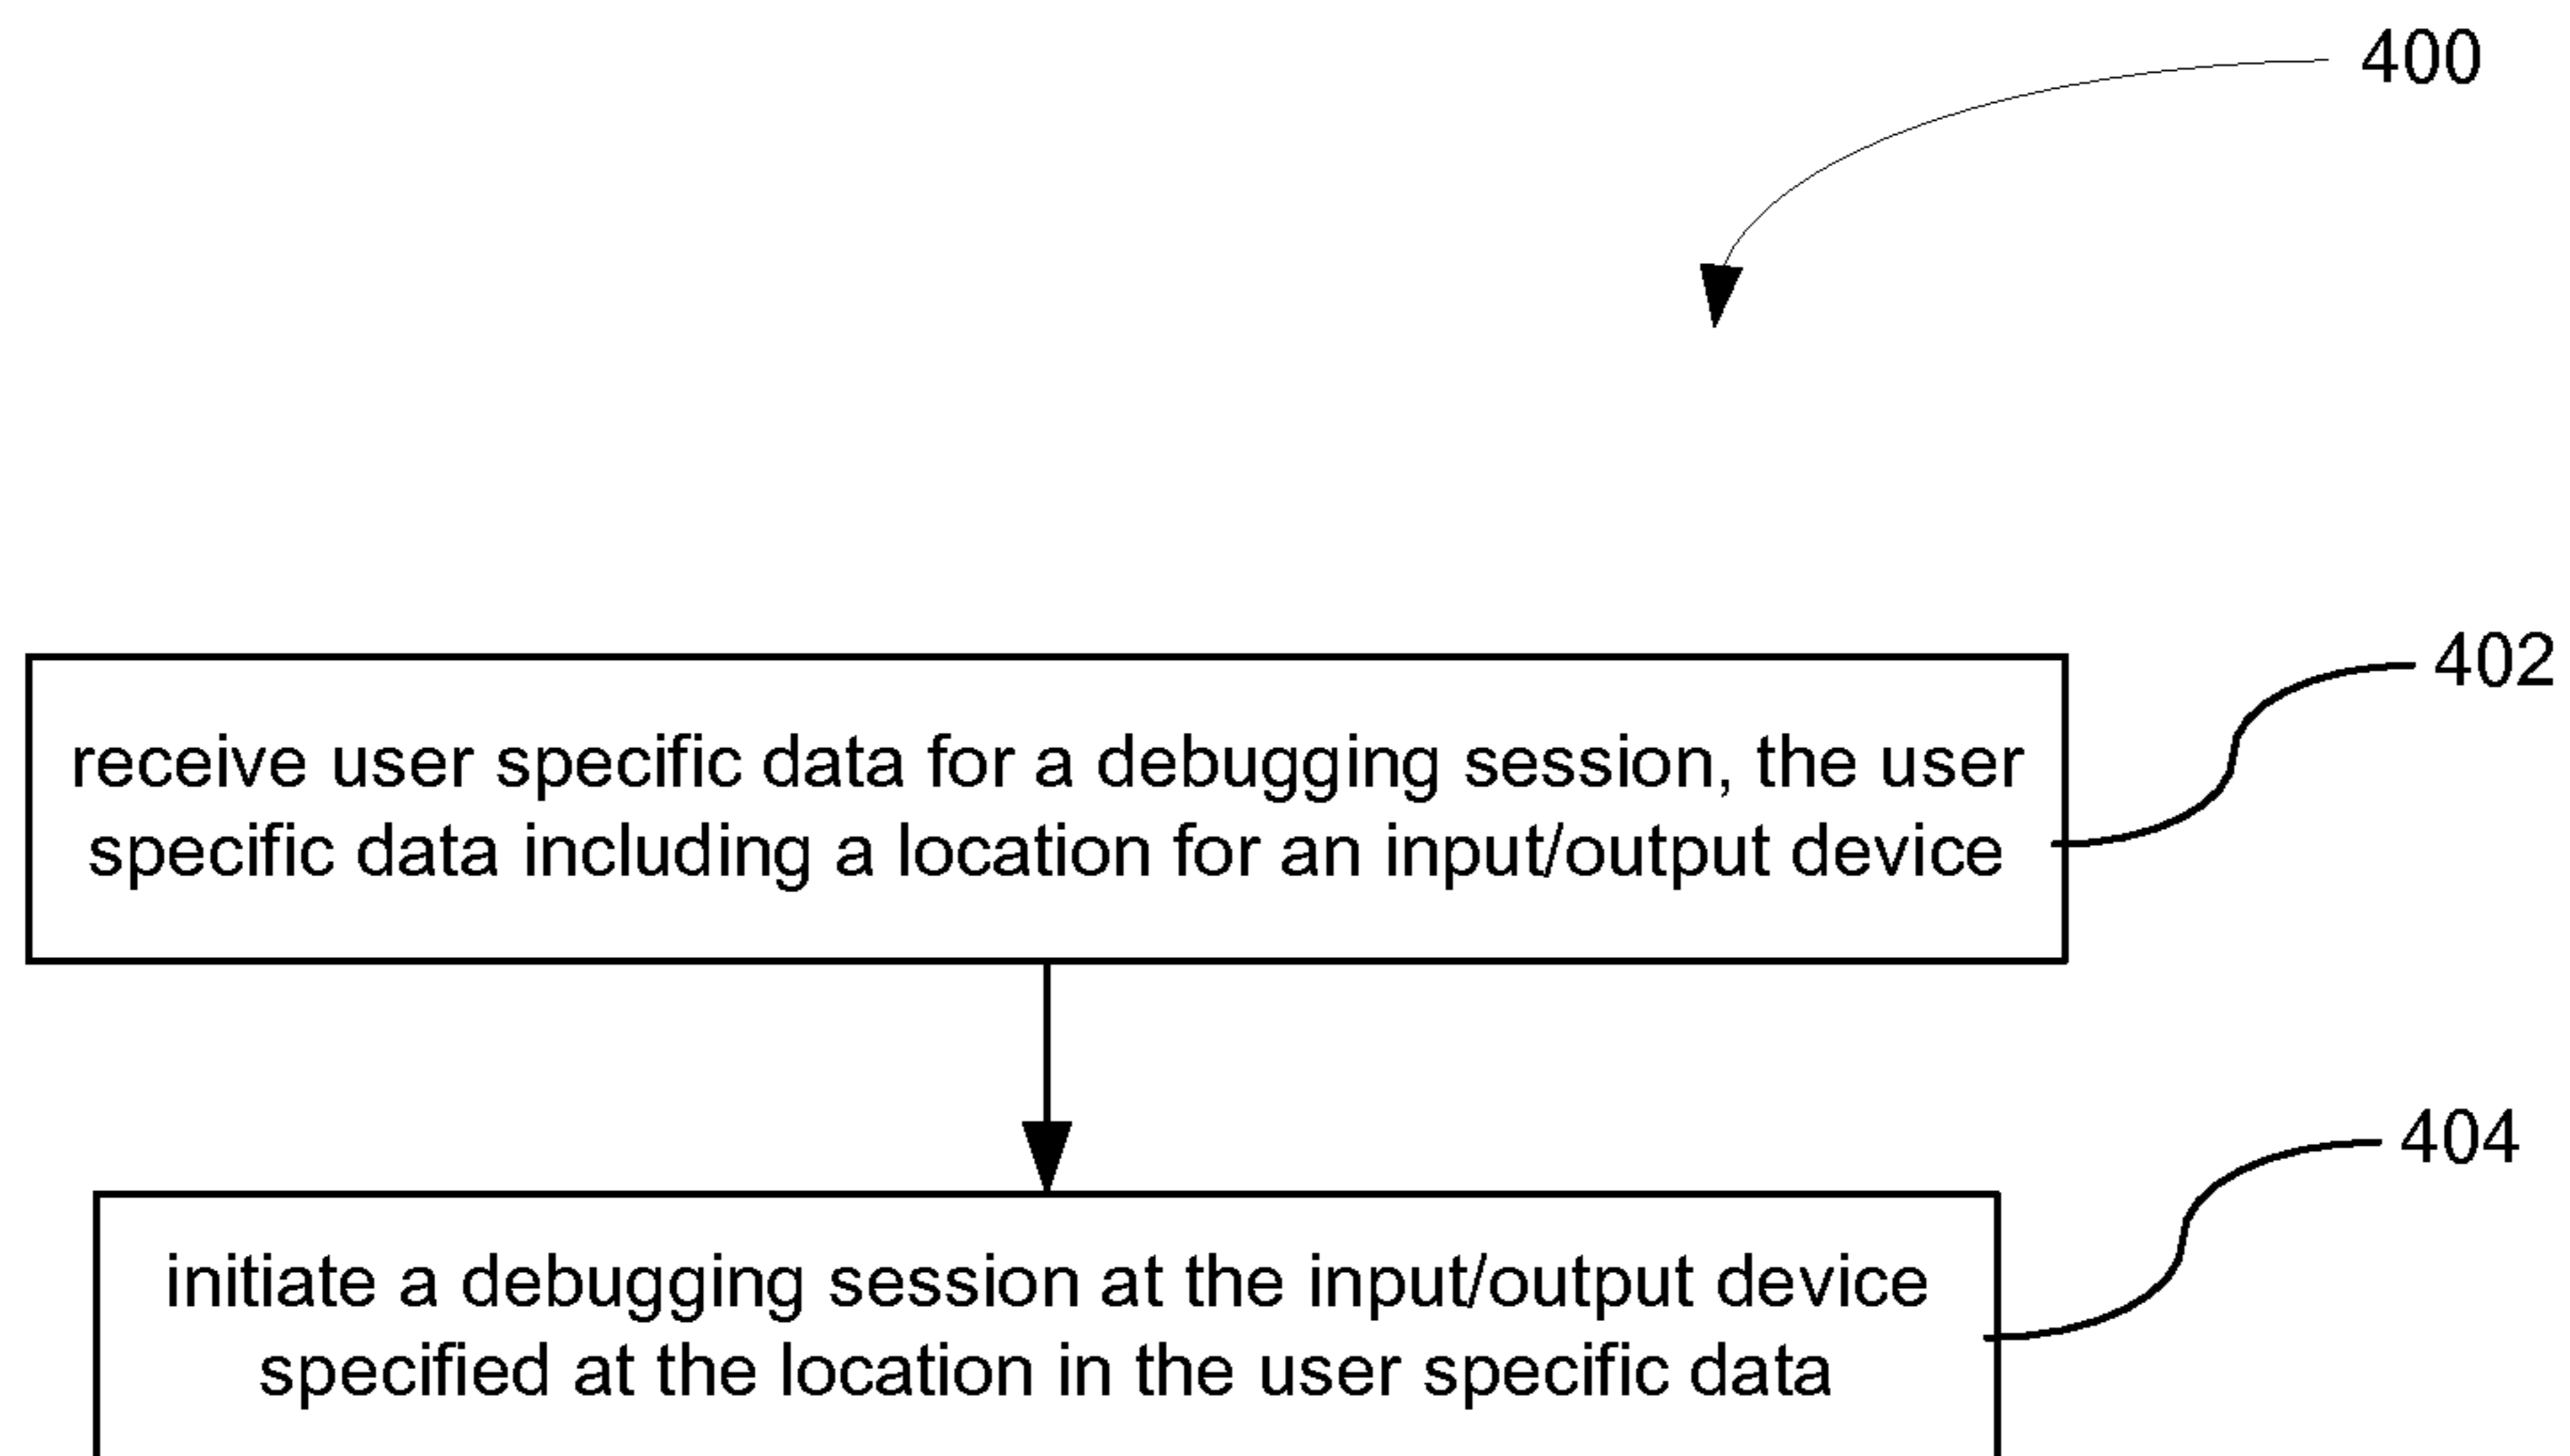 400
402
receive user specific data for a debugging session, the user
specific data including a location for an input/output device
404
initiate a debugging session at the input/output device
specified at the location in the user specific data